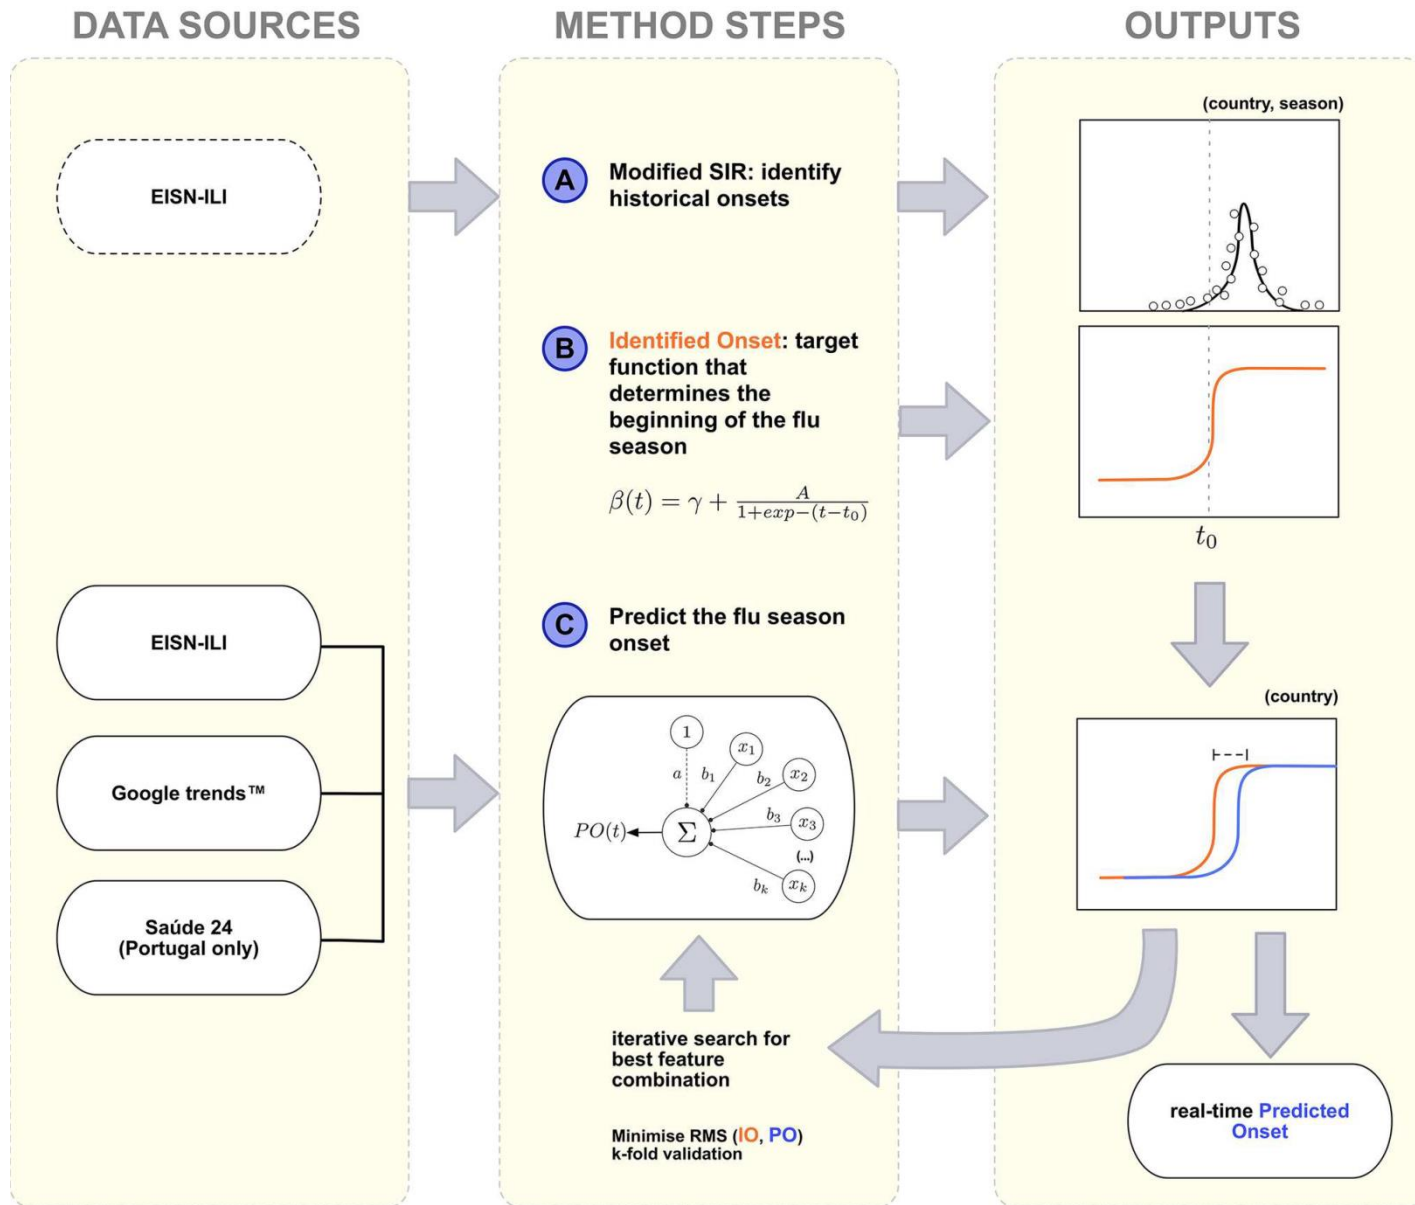 DATA SOURCES
METHOD STEPS
OUTPUTS
EISN-ILI
A
Modified SIR: identify
historical onsets
(country, season)
B
Identified Onset: target
function that
determines the
beginning of the flu
season
β(t) = γ + A / 1+exp−(t−t₀)
t₀
EISN-ILI
Google trends™
Saúde 24
(Portugal only)
C
Predict the flu season
onset
1
x₁
x₂
x₃
(...)
xₖ
a
b₁
b₂
b₃
bₖ
Σ
PO(t)
iterative search for
best feature
combination
Minimise RMS (IO, PO)
k-fold validation
(country)
real-time Predicted
Onset